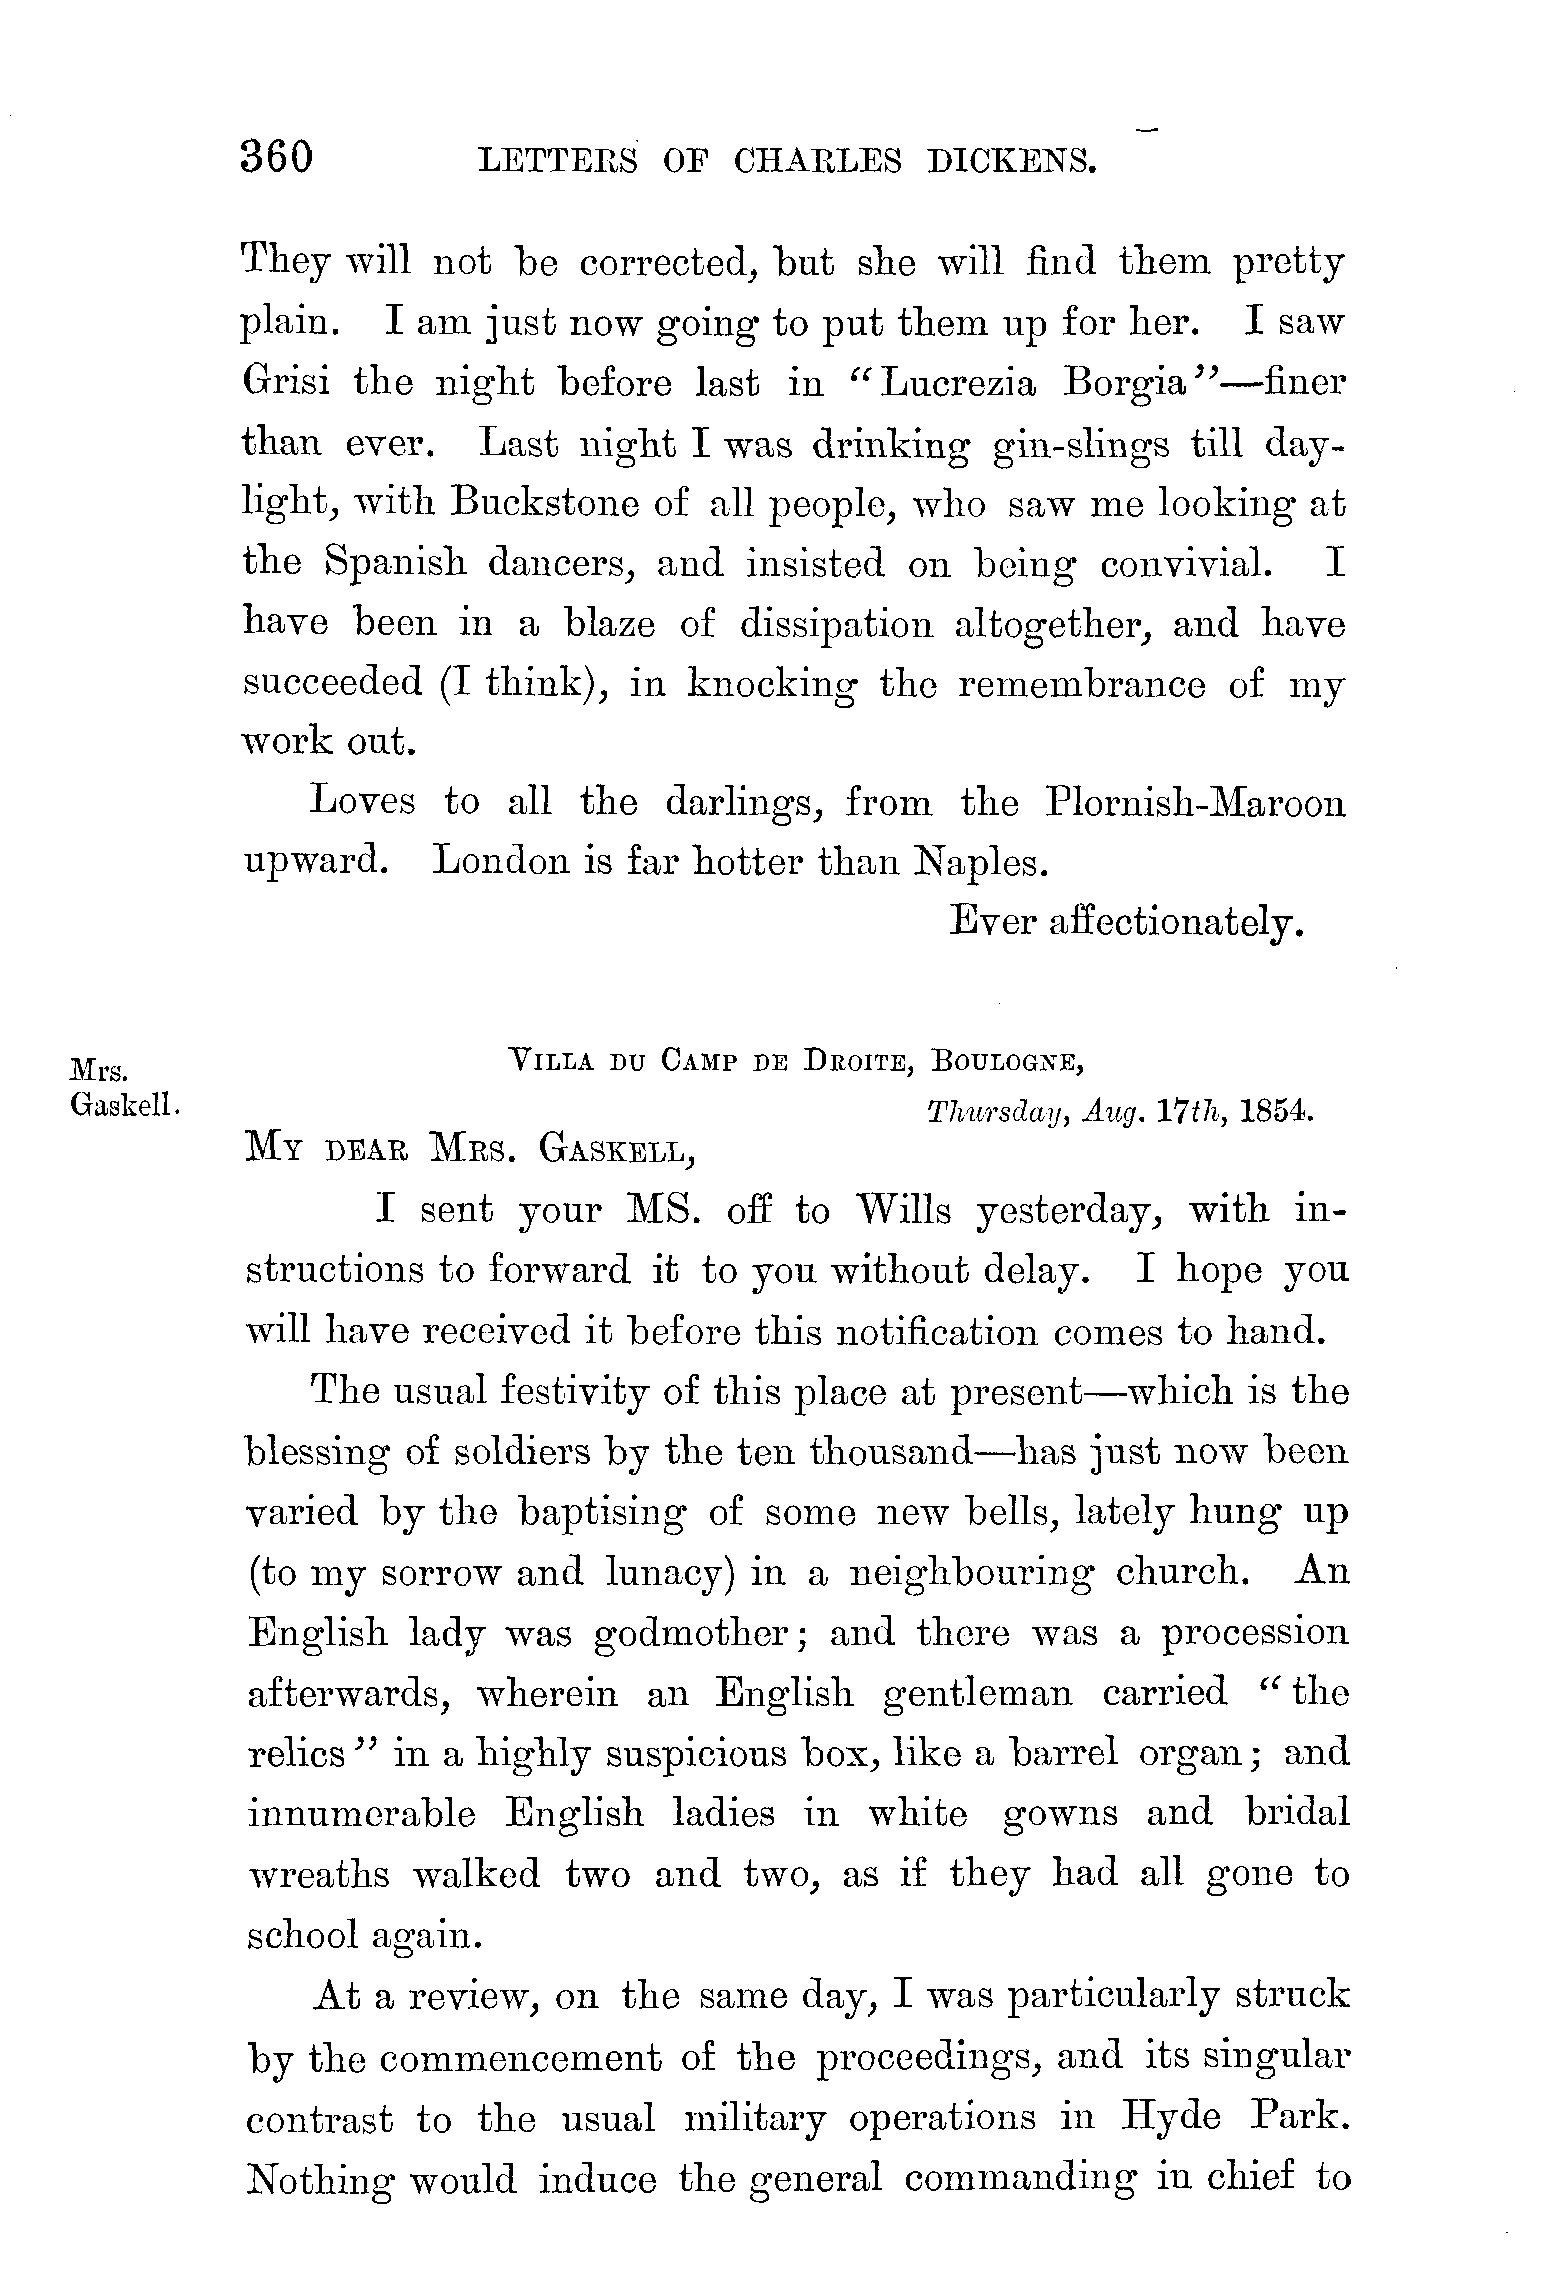 360 LETTERS OF CHARLES DICKENS.
They will not be corrected, but she will find them pretty
plain. I am just now going to put them up for her. I saw
Grisi the night before last in “Lucrezia Borgia”—finer
than ever. Last night I was drinking gin-slings till day-
light, with Buckstone of all people, who saw me looking at
the Spanish dancers, and insisted on being convivial. I
have been in a blaze of dissipation altogether, and have
succeeded (I think), in knocking the remembrance of my
work out.
Loves to all the darlings, from the Plornish-Maroon
upward. London is far hotter than Naples.
Ever affectionately.
Mrs.
Gaskell.
VILLA DU CAMP DE DROITE, BOULOGNE,
Thursday, Aug. 17th, 1854.
MY DEAR MRS. GASKELL,
I sent your MS. off to Wills yesterday, with in-
structions to forward it to you without delay. I hope you
will have received it before this notification comes to hand.
The usual festivity of this place at present—which is the
blessing of soldiers by the ten thousand—has just now been
varied by the baptising of some new bells, lately hung up
(to my sorrow and lunacy) in a neighbouring church. An
English lady was godmother; and there was a procession
afterwards, wherein an English gentleman carried “the
relics” in a highly suspicious box, like a barrel organ; and
innumerable English ladies in white gowns and bridal
wreaths walked two and two, as if they had all gone to
school again.
At a review, on the same day, I was particularly struck
by the commencement of the proceedings, and its singular
contrast to the usual military operations in Hyde Park.
Nothing would induce the general commanding in chief to